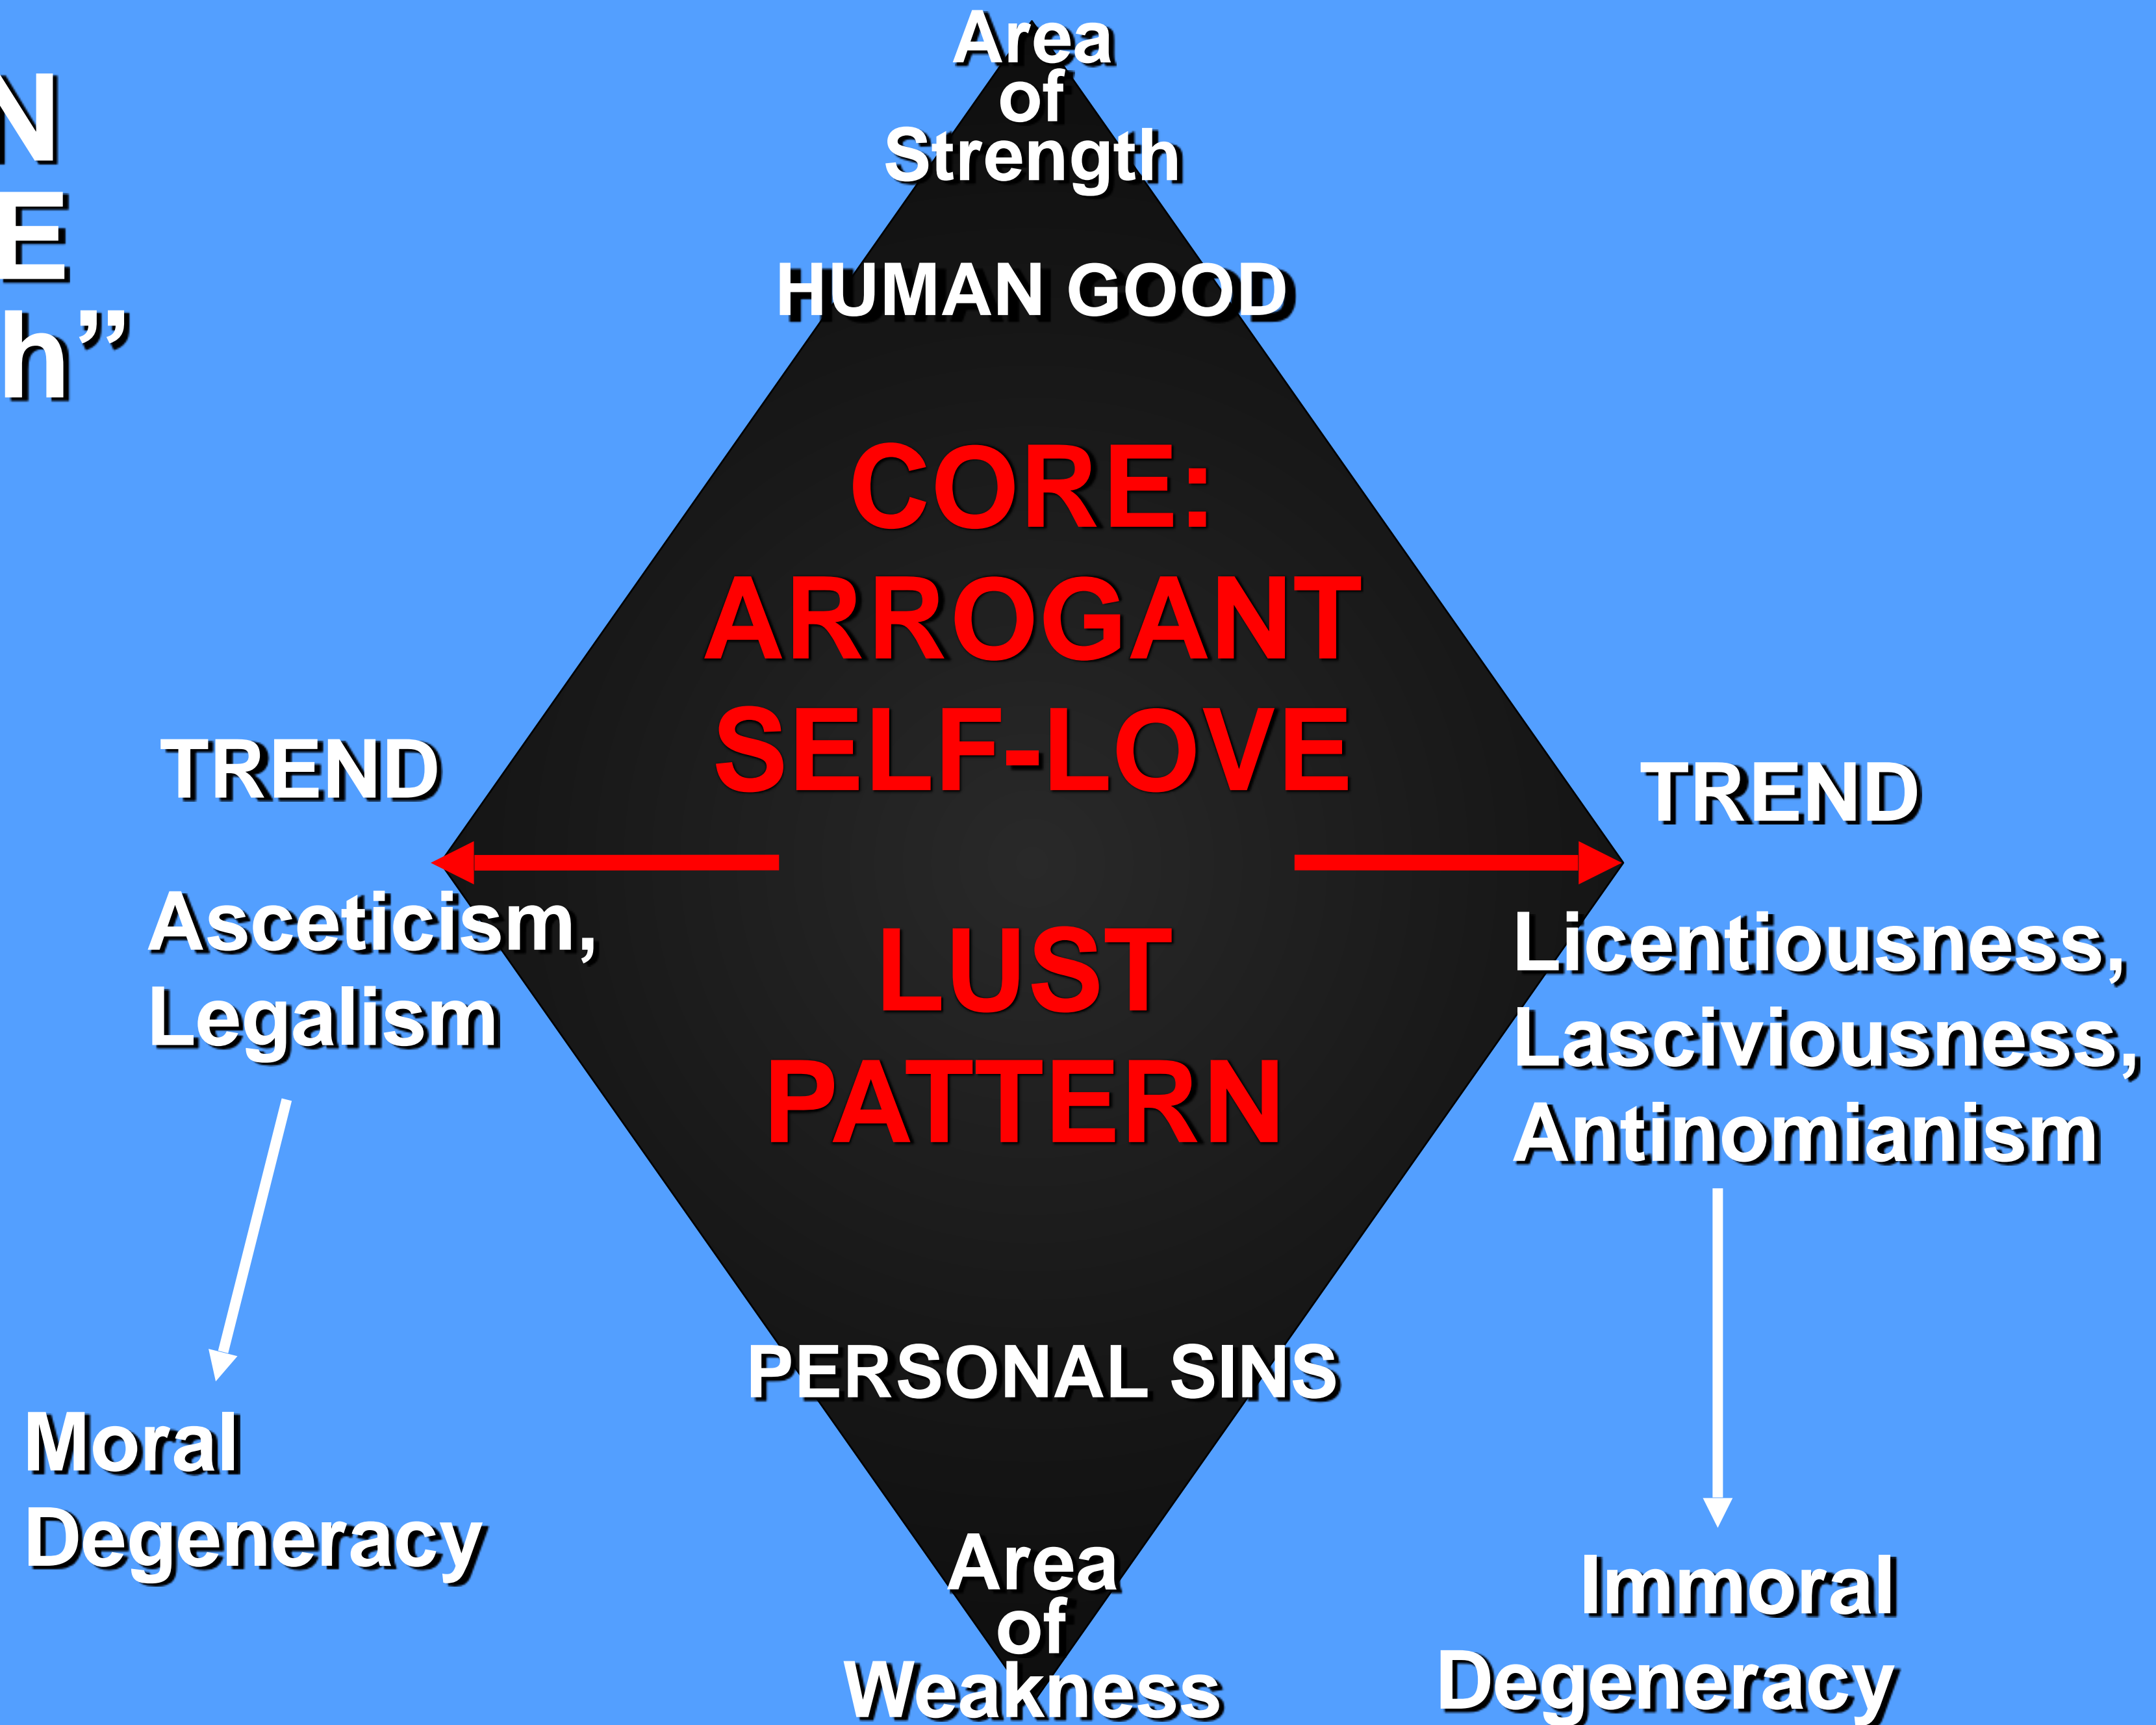 N
E
h”
Area
of
Strength
HUMAN GOOD
CORE:
ARROGANT
SELF-LOVE
TREND
TREND
Asceticism,
Legalism
LUST
PATTERN
Licentiousness,
Lasciviousness,
Antinomianism
PERSONAL SINS
Moral
Degeneracy
Area
of
Weakness
Immoral
Degeneracy